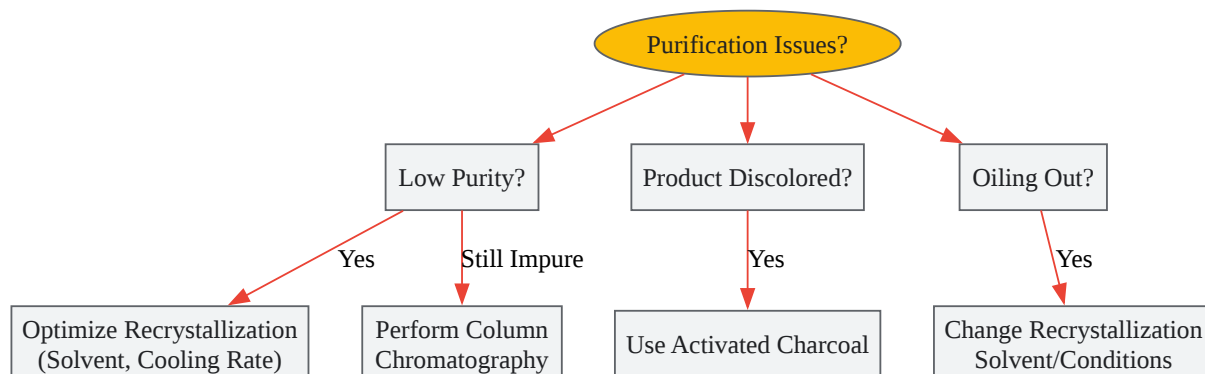 Purification Issues?
Low Purity?
Product Discolored?
Oiling Out?
Yes
Still Impure
Yes
Yes
Optimize Recrystallization
(Solvent, Cooling Rate)
Perform Column
Chromatography
Use Activated Charcoal
Change Recrystallization
Solvent/Conditions